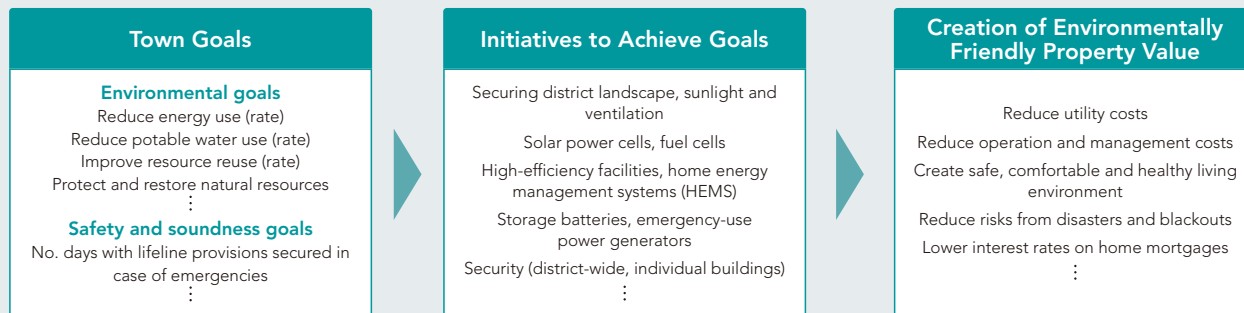 Town Goals
Environmental goals
Reduce energy use (rate)
Reduce potable water use (rate)
Improve resource reuse (rate)
Protect and restore natural resources
⋮
Safety and soundness goals
No. days with lifeline provisions secured in
case of emergencies
⋮
Initiatives to Achieve Goals
Securing district landscape, sunlight and
ventilation
Solar power cells, fuel cells
High-efficiency facilities, home energy
management systems (HEMS)
Storage batteries, emergency-use
power generators
Security (district-wide, individual buildings)
⋮
Creation of Environmentally
Friendly Property Value
Reduce utility costs
Reduce operation and management costs
Create safe, comfortable and healthy living
environment
Reduce risks from disasters and blackouts
Lower interest rates on home mortgages
⋮